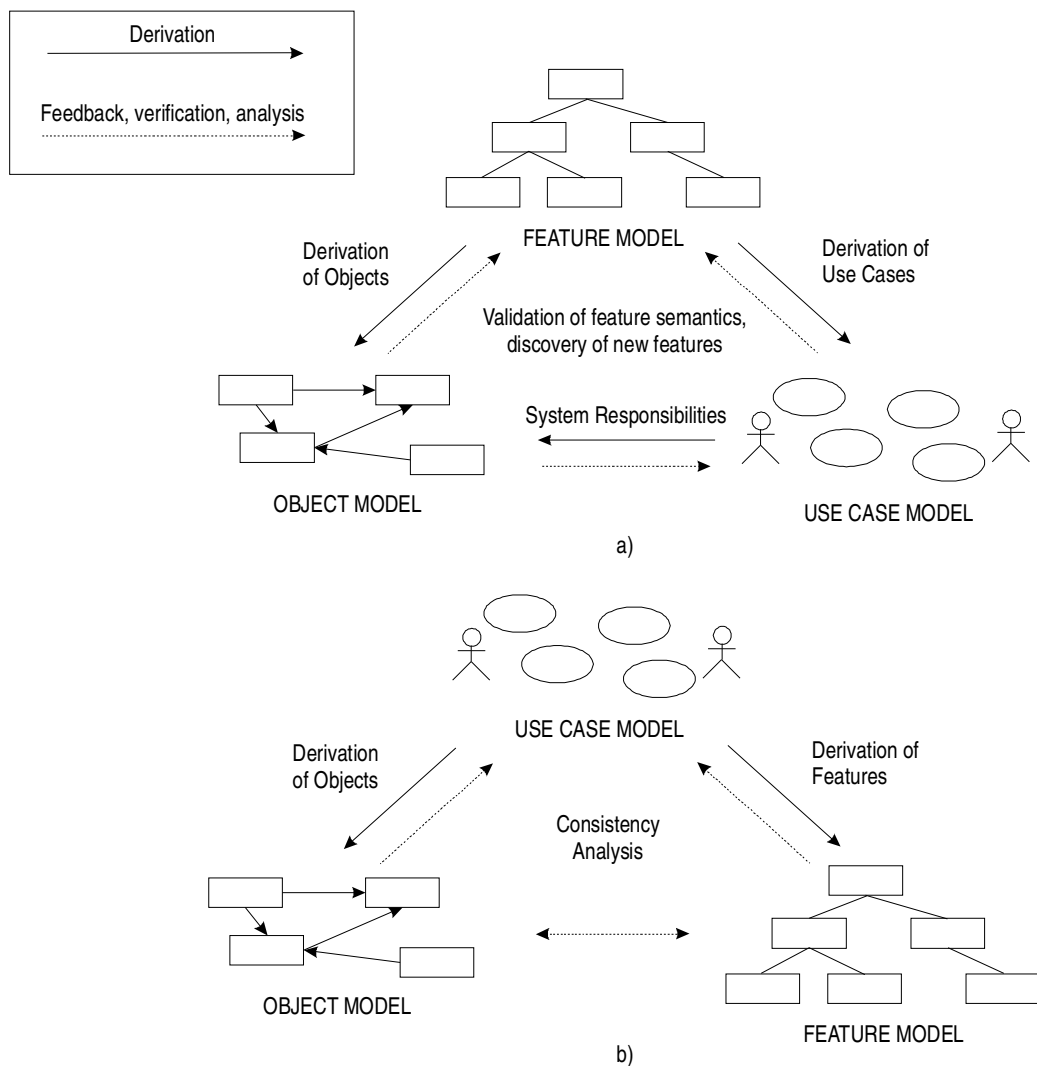 Derivation
Feedback, verification, analysis
FEATURE MODEL
Derivation
of Objects
Derivation of
Use Cases
Validation of feature semantics,
discovery of new features
System Responsibilities
OBJECT MODEL
USE CASE MODEL
a)
USE CASE MODEL
Derivation
of Objects
Derivation of
Features
Consistency
Analysis
OBJECT MODEL
FEATURE MODEL
b)